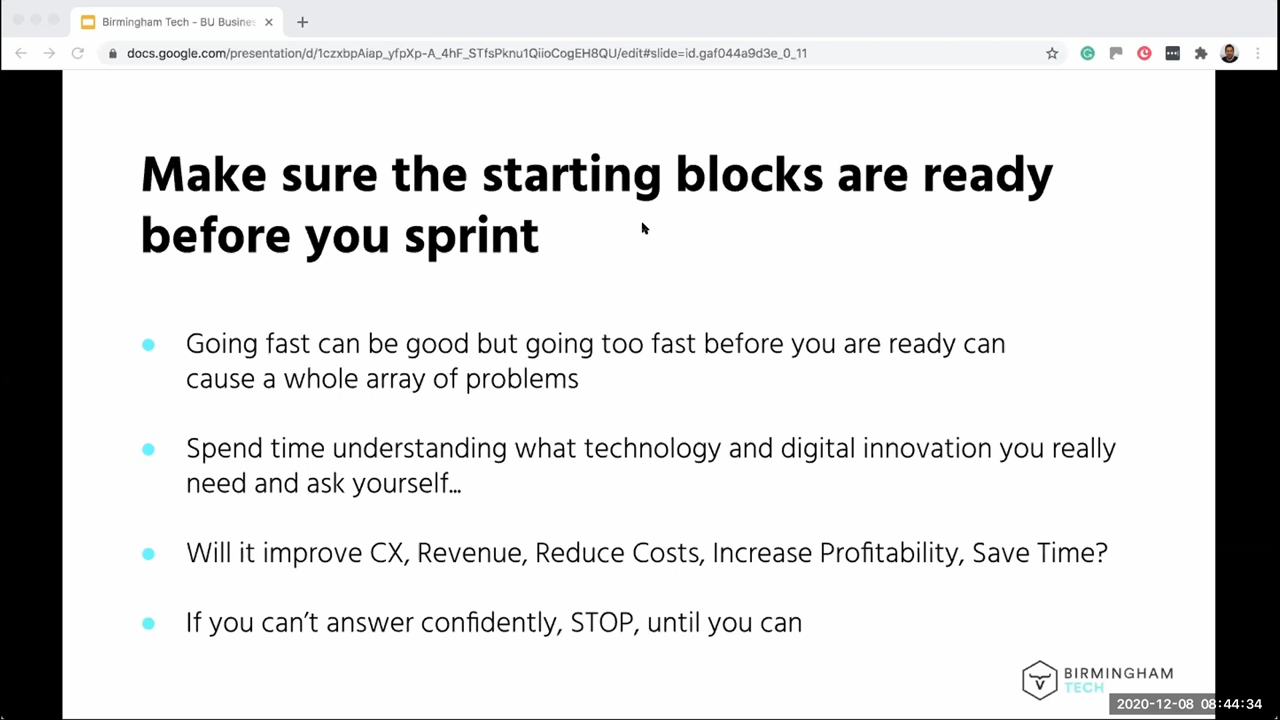 Birmingham Tech - BU Busines
docs.google.com/presentation/d/1czxbpAiap_yfpXp-A_4hF_STfsPknu1QiioCogEH8QU/edit#slide=id.gaf044a9d3e_0_11
Make sure the starting blocks are ready
before you sprint
Going fast can be good but going too fast before you are ready can
cause a whole array of problems
Spend time understanding what technology and digital innovation you really
need and ask yourself...
Will it improve CX, Revenue, Reduce Costs, Increase Profitability, Save Time?
If you can't answer confidently, STOP, until you can
BIRMINGHAM
TECH
2020-12-08 08:44:34